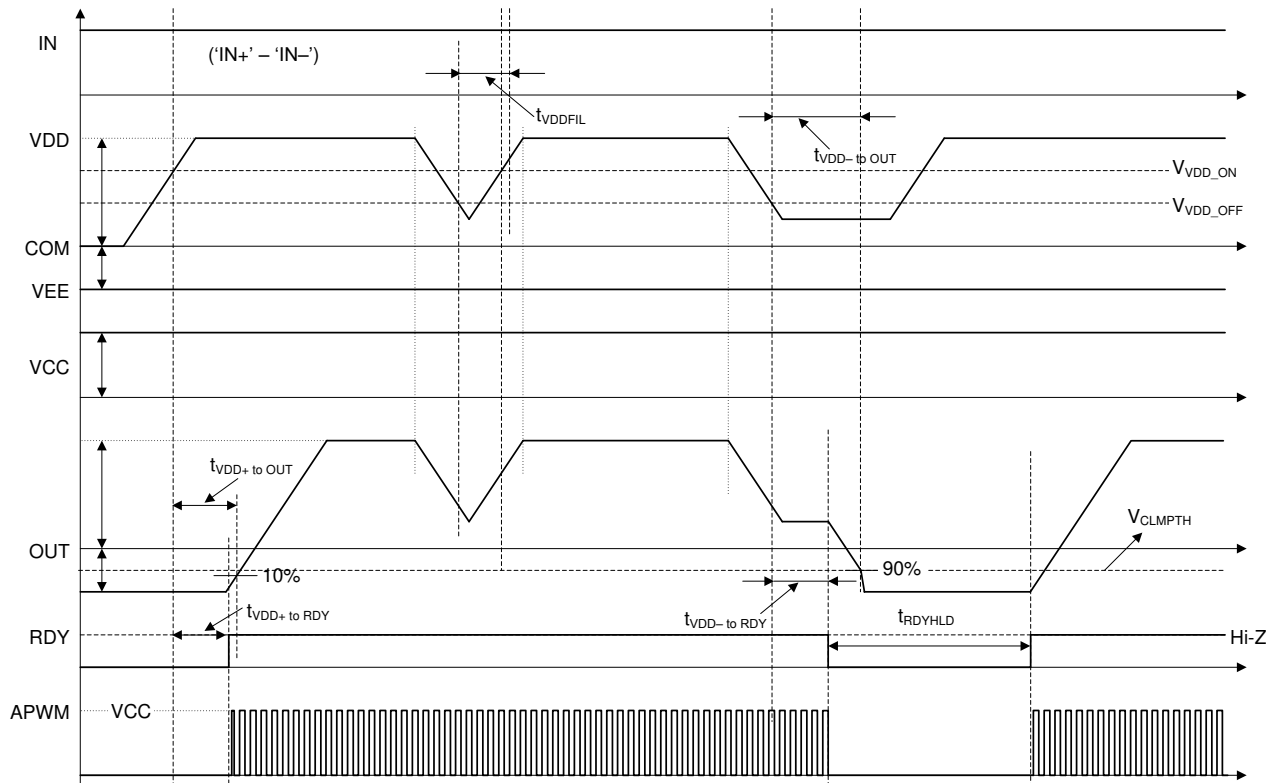 IN
(‘IN+’ – ‘IN–’)
tVDDFIL
VDD
tVDD– to OUT
VVDD_ON
VVDD_OFF
COM
VEE
VCC
tVDD+ to OUT
VCLMPTH
OUT
10%
90%
tVDD+ to RDY
tVDD– to RDY
tRDYHLD
RDY
Hi-Z
APWM
VCC